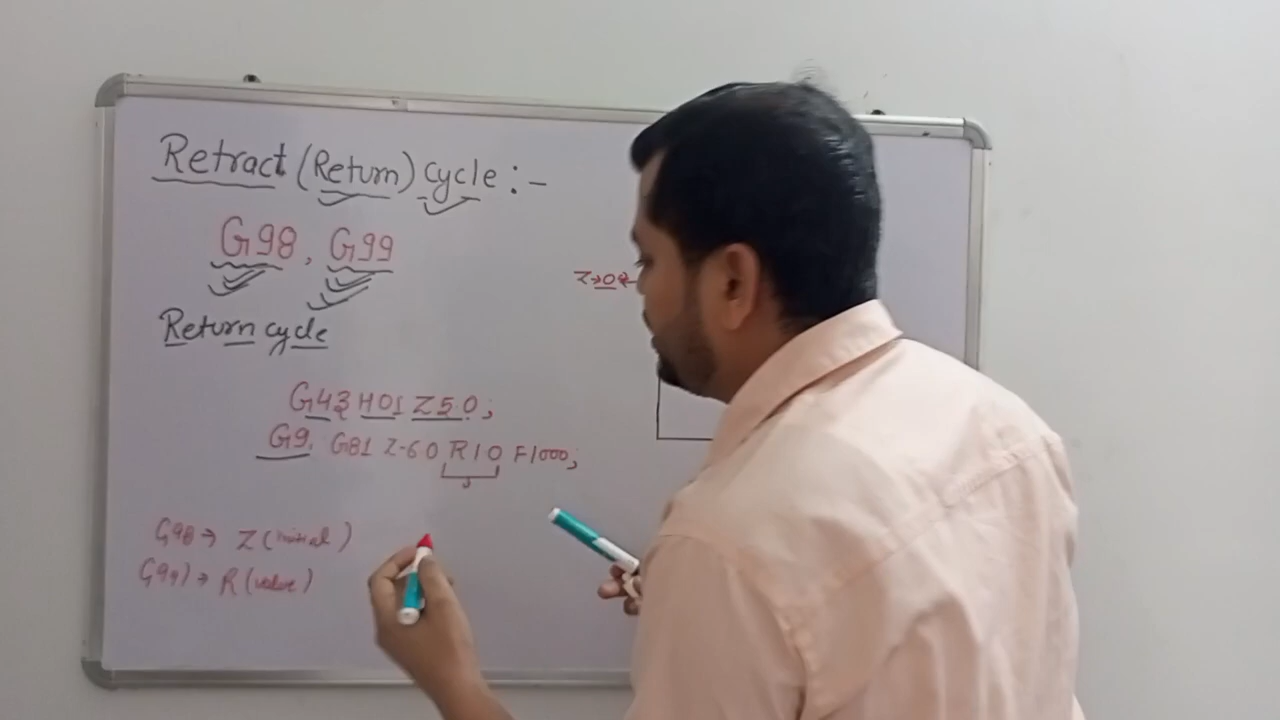 Retract (Return) cycle :-
G98, G99
Return cycle
Z→0←
G43 H01 Z50;
G9. G81 Z-60 R10 F1000;
G98 → Z (initial)
G99) → R (value)